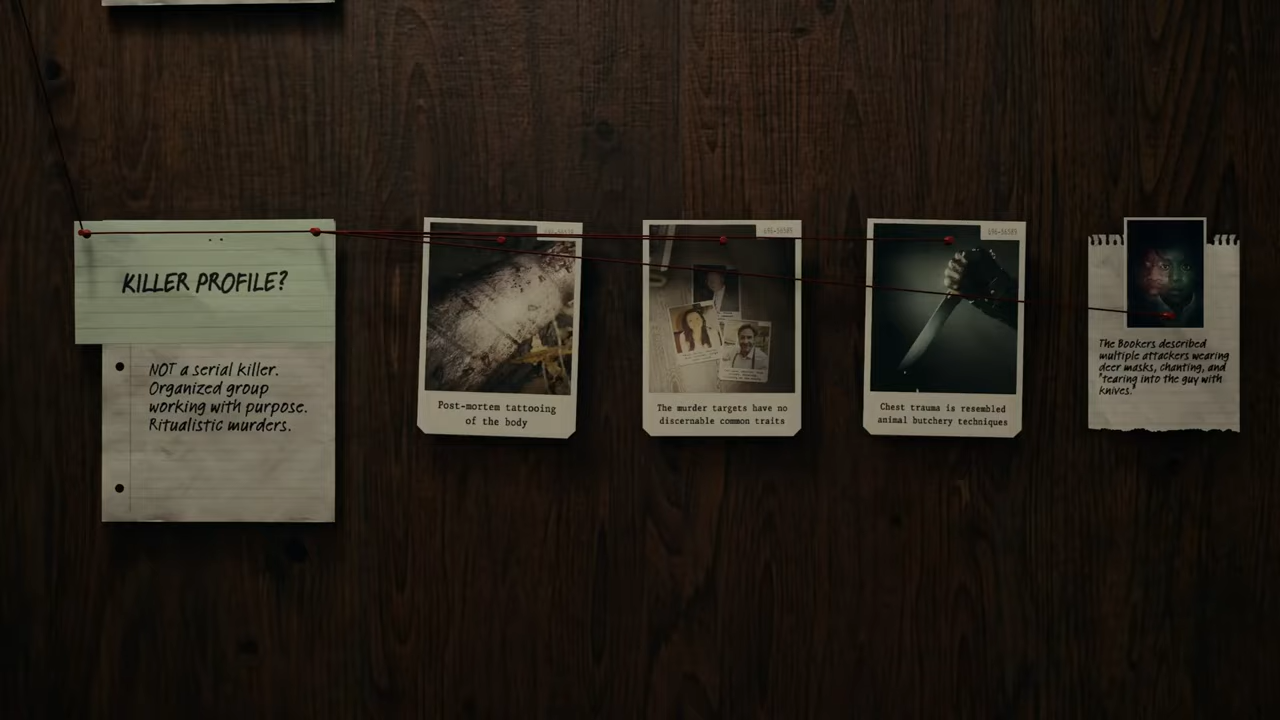 KILLER PROFILE?
NOT a serial killer.
Organized group
working with purpose.
Ritualistic murders.
Post-mortem tattooing
of the body
The murder targets have no
discernable common traits
Chest trauma is resembled
animal butchery techniques
The Bookers described
multiple attackers wearing
deer masks, chanting, and
"tearing into the guy with
knives."